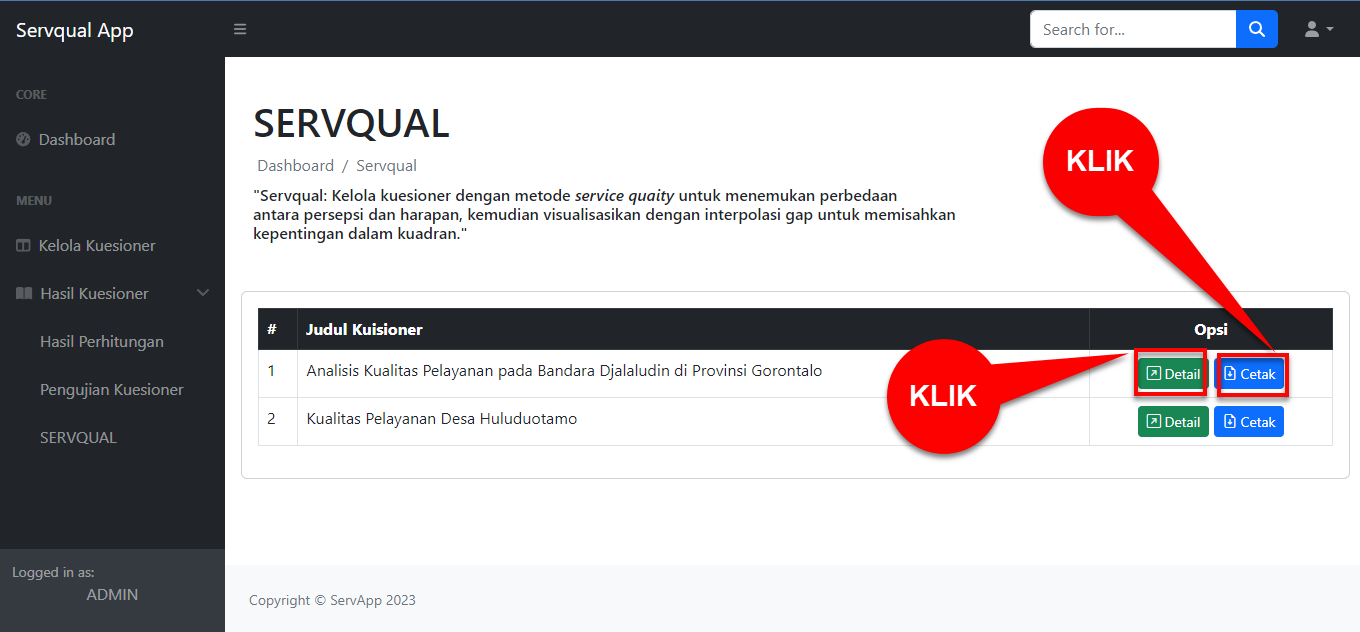 Servqual App
Search for...
CORE
Dashboard
MENU
Kelola Kuesioner
Hasil Kuesioner
Hasil Perhitungan
Pengujian Kuesioner
SERVQUAL
Logged in as:
ADMIN
SERVQUAL
Dashboard / Servqual
"Servqual: Kelola kuesioner dengan metode service quaity untuk menemukan perbedaan
antara persepsi dan harapan, kemudian visualisasikan dengan interpolasi gap untuk memisahkan
kepentingan dalam kuadran."
KLIK
# Judul Kuisioner Opsi
1 Analisis Kualitas Pelayanan pada Bandara Djalaludin di Provinsi Gorontalo Detail Cetak
KLIK
2 Kualitas Pelayanan Desa Huluduotamo Detail Cetak
Copyright © ServApp 2023